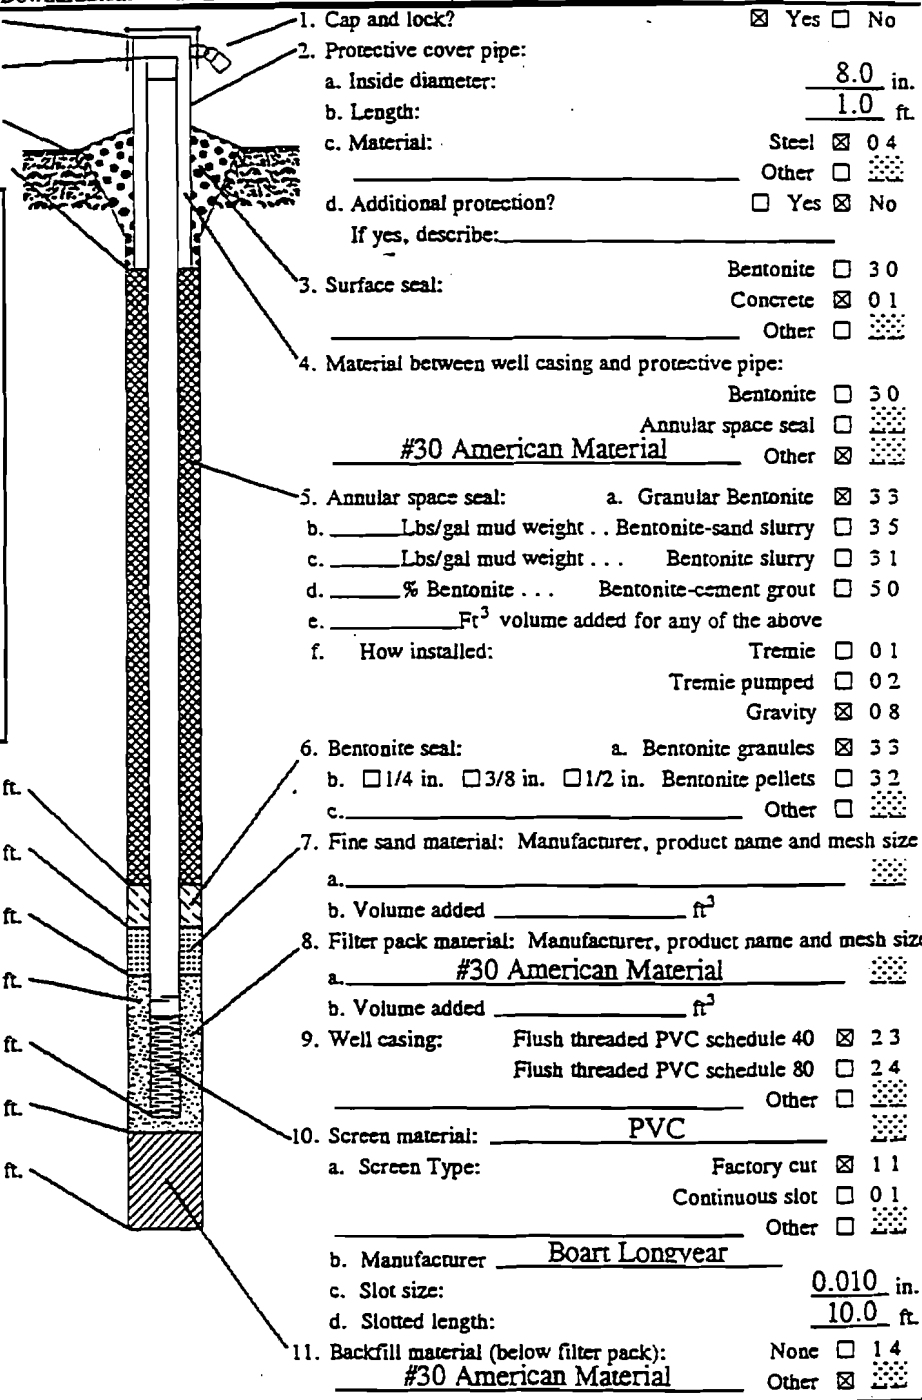 1. Cap and lock? ☒ Yes ☐ No
2. Protective cover pipe:
a. Inside diameter: 8.0 in.
b. Length: 1.0 ft.
c. Material: Steel ☒ 0 4
Other ☐
d. Additional protection? ☐ Yes ☒ No
If yes, describe:
3. Surface seal: Bentonite ☐ 3 0
Concrete ☒ 0 1
Other ☐
4. Material between well casing and protective pipe:
Bentonite ☐ 3 0
Annular space seal ☐
#30 American Material Other ☒
5. Annular space seal: a. Granular Bentonite ☒ 3 3
b. ______Lbs/gal mud weight . . Bentonite-sand slurry ☐ 3 5
c. ______Lbs/gal mud weight . . . Bentonite slurry ☐ 3 1
d. ______% Bentonite . . . Bentonite-cement grout ☐ 5 0
e. ____________Ft³ volume added for any of the above
f. How installed: Tremie ☐ 0 1
Tremie pumped ☐ 0 2
Gravity ☒ 0 8
6. Bentonite seal: a. Bentonite granules ☒ 3 3
ft. b. ☐1/4 in. ☐3/8 in. ☐1/2 in. Bentonite pellets ☐ 3 2
c. Other ☐
ft. 7. Fine sand material: Manufacturer, product name and mesh size
a.
ft. b. Volume added ____________ ft³
8. Filter pack material: Manufacturer, product name and mesh size
ft. a. #30 American Material
b. Volume added ____________ ft³
ft. 9. Well casing: Flush threaded PVC schedule 40 ☒ 2 3
Flush threaded PVC schedule 80 ☐ 2 4
ft. Other ☐
10. Screen material: PVC
ft. a. Screen Type: Factory cut ☒ 1 1
Continuous slot ☐ 0 1
Other ☐
b. Manufacturer Boart Longyear
c. Slot size: 0.010 in.
d. Slotted length: 10.0 ft.
11. Backfill material (below filter pack): None ☐ 1 4
#30 American Material Other ☒